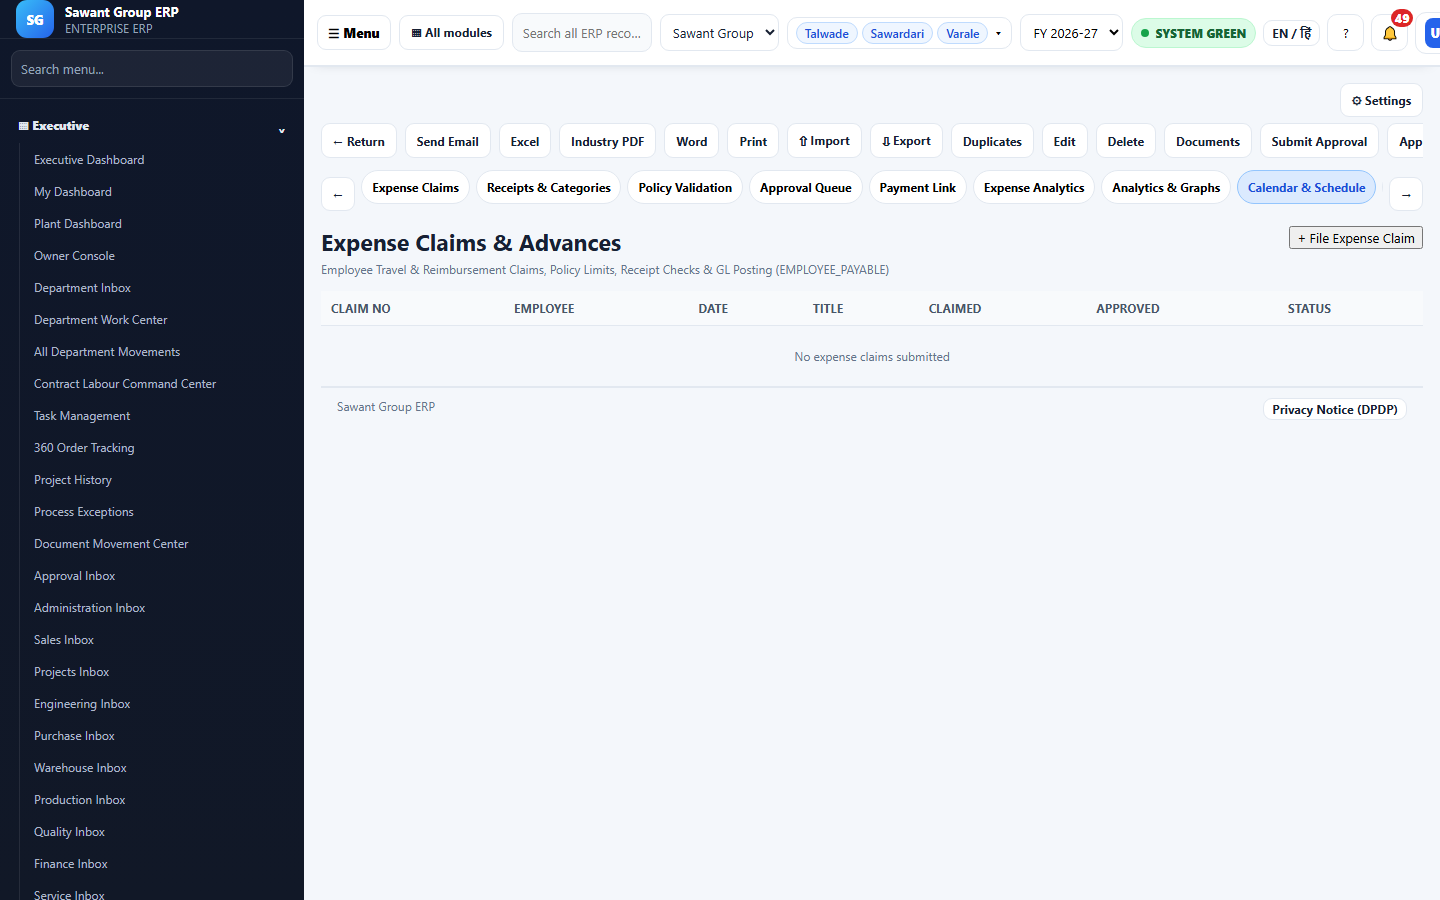 SG
Sawant Group ERP
ENTERPRISE ERP
Search menu...
Executive
Executive Dashboard
My Dashboard
Plant Dashboard
Owner Console
Department Inbox
Department Work Center
All Department Movements
Contract Labour Command Center
Task Management
360 Order Tracking
Project History
Process Exceptions
Document Movement Center
Approval Inbox
Administration Inbox
Sales Inbox
Projects Inbox
Engineering Inbox
Purchase Inbox
Warehouse Inbox
Production Inbox
Quality Inbox
Finance Inbox
Service Inbox
☰ Menu
All modules
Search all ERP reco...
Sawant Group
Talwade Sawardari Varale
FY 2026-27
SYSTEM GREEN
EN / हिं
?
49
U
⚙ Settings
← Return
Send Email
Excel
Industry PDF
Word
Print
⇧ Import
⇩ Export
Duplicates
Edit
Delete
Documents
Submit Approval
App
←
Expense Claims
Receipts & Categories
Policy Validation
Approval Queue
Payment Link
Expense Analytics
Analytics & Graphs
Calendar & Schedule
→
Expense Claims & Advances
+ File Expense Claim
Employee Travel & Reimbursement Claims, Policy Limits, Receipt Checks & GL Posting (EMPLOYEE_PAYABLE)
CLAIM NO EMPLOYEE DATE TITLE CLAIMED APPROVED STATUS
No expense claims submitted
Sawant Group ERP
Privacy Notice (DPDP)